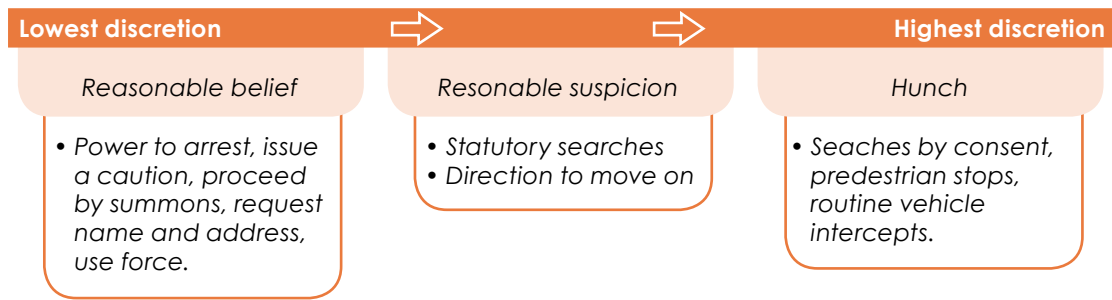 Lowest discretion
Highest discretion
Reasonable belief
• Power to arrest, issue
a caution, proceed
by summons, request
name and address,
use force.
Resonable suspicion
• Statutory searches
• Direction to move on
Hunch
• Seaches by consent,
predestrian stops,
routine vehicle
intercepts.